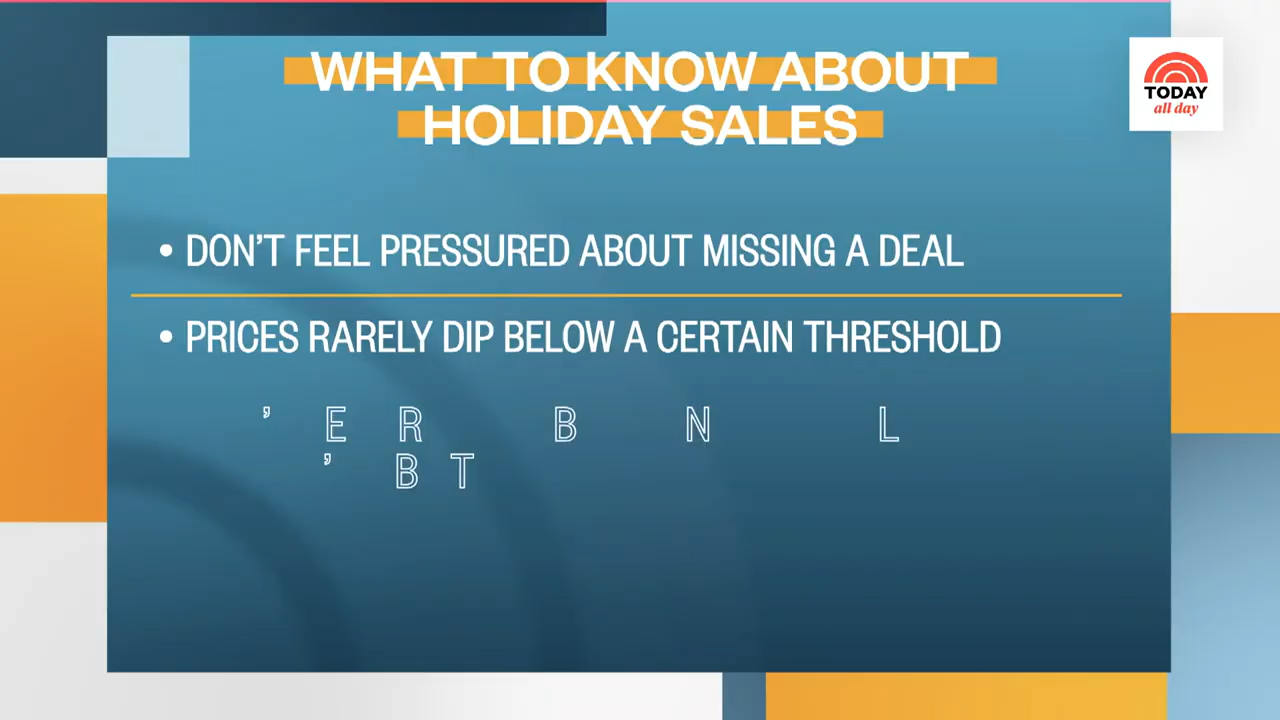 WHAT TO KNOW ABOUT
HOLIDAY SALES
TODAY
all day
• DON'T FEEL PRESSURED ABOUT MISSING A DEAL
• PRICES RARELY DIP BELOW A CERTAIN THRESHOLD
' E R B N L
' B T